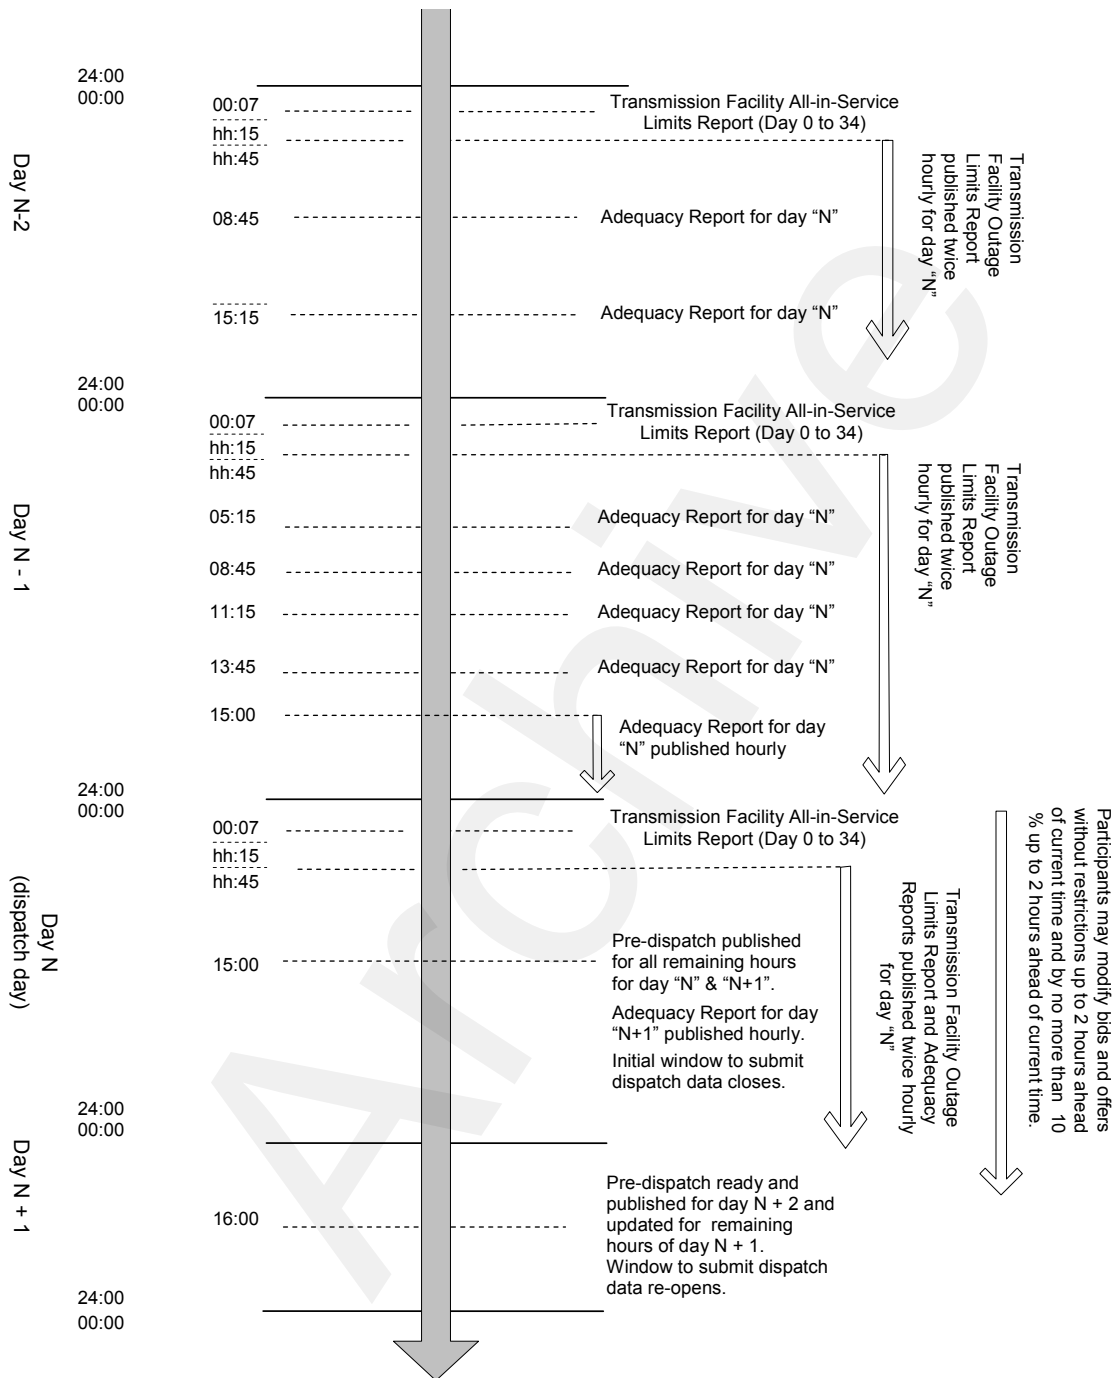 24:00
00:00
Day N-2
00:07
Transmission Facility All-in-Service
Limits Report (Day 0 to 34)
hh:15
hh:45
Transmission
Facility Outage
Limits Report
published twice
hourly for day “N”
08:45
Adequacy Report for day “N”
15:15
Adequacy Report for day “N”
24:00
00:00
Day N - 1
00:07
Transmission Facility All-in-Service
Limits Report (Day 0 to 34)
hh:15
hh:45
Transmission
Facility Outage
Limits Report
published twice
hourly for day “N”
05:15
Adequacy Report for day “N”
08:45
Adequacy Report for day “N”
11:15
Adequacy Report for day “N”
13:45
Adequacy Report for day “N”
15:00
Adequacy Report for day
“N” published hourly
24:00
00:00
Day N
(dispatch day)
00:07
Transmission Facility All-in-Service
Limits Report (Day 0 to 34)
hh:15
hh:45
Transmission Facility Outage
Limits Report and Adequacy
Reports published twice hourly
for day “N”
Participants may modify bids and offers
without restrictions up to 2 hours ahead
of current time and by no more than 10
% up to 2 hours ahead of current time.
15:00
Pre-dispatch published
for all remaining hours
for day “N” & “N+1”.
Adequacy Report for day
“N+1” published hourly.
Initial window to submit
dispatch data closes.
24:00
00:00
Day N + 1
16:00
Pre-dispatch ready and
published for day N + 2 and
updated for remaining
hours of day N + 1.
Window to submit dispatch
data re-opens.
24:00
00:00
Archive